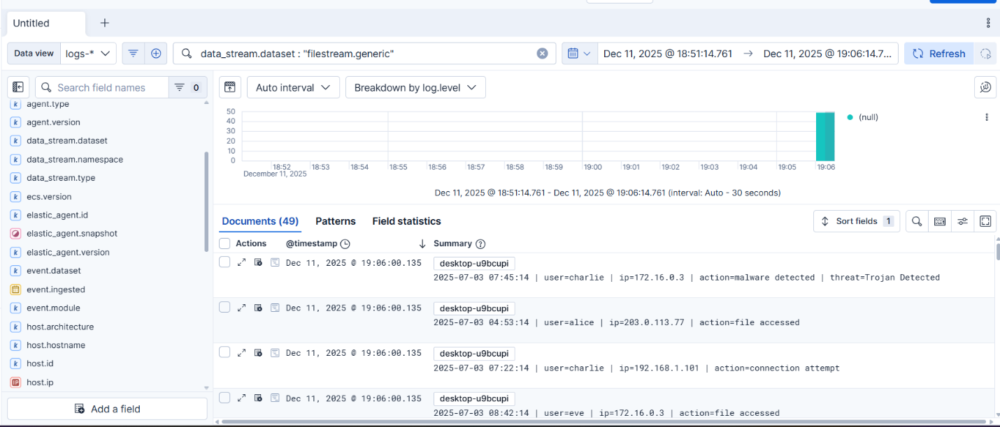 Untitled
Data view logs-* data_stream.dataset : "filestream.generic" Dec 11, 2025 @ 18:51:14.761 → Dec 11, 2025 @ 19:06:14.7... Refresh
Search field names 0 Auto interval Breakdown by log.level
agent.type
agent.version
data_stream.dataset
data_stream.namespace
data_stream.type
ecs.version
elastic_agent.id
elastic_agent.snapshot
elastic_agent.version
event.dataset
event.ingested
event.module
host.architecture
host.hostname
host.id
host.ip
Add a field
50
40
30
20
10
0
18:52 18:53 18:54 18:55 18:56 18:57 18:58 18:59 19:00 19:01 19:02 19:03 19:04 19:05 19:06
December 11, 2025
(null)
Dec 11, 2025 @ 18:51:14.761 - Dec 11, 2025 @ 19:06:14.761 (interval: Auto - 30 seconds)
Documents (49) Patterns Field statistics Sort fields 1
Actions @timestamp Summary
Dec 11, 2025 @ 19:06:00.135 desktop-u9bcupi
2025-07-03 07:45:14 | user=charlie | ip=172.16.0.3 | action=malware detected | threat=Trojan Detected
Dec 11, 2025 @ 19:06:00.135 desktop-u9bcupi
2025-07-03 04:53:14 | user=alice | ip=203.0.113.77 | action=file accessed
Dec 11, 2025 @ 19:06:00.135 desktop-u9bcupi
2025-07-03 07:22:14 | user=charlie | ip=192.168.1.101 | action=connection attempt
Dec 11, 2025 @ 19:06:00.135 desktop-u9bcupi
2025-07-03 08:42:14 | user=eve | ip=172.16.0.3 | action=file accessed